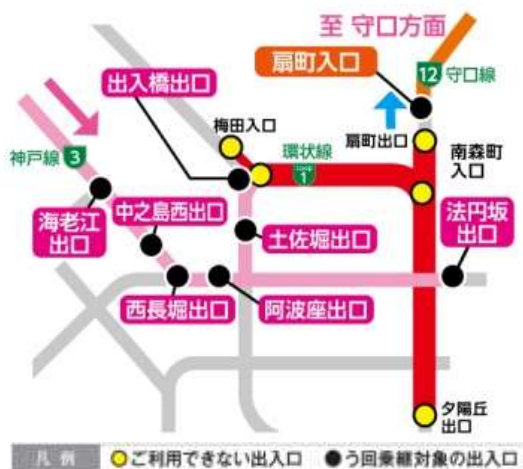 至 守口方面
扇町入口
12 守口線
出入橋出口
梅田入口
扇町出口
環状線
1
南森町
入口
神戸線 3
海老江
出口
中之島西出口
土佐堀出口
法円坂
出口
西長堀出口
阿波座出口
夕陽丘
出口
凡例
ご利用できない出入口
う回乗継対象の出入口